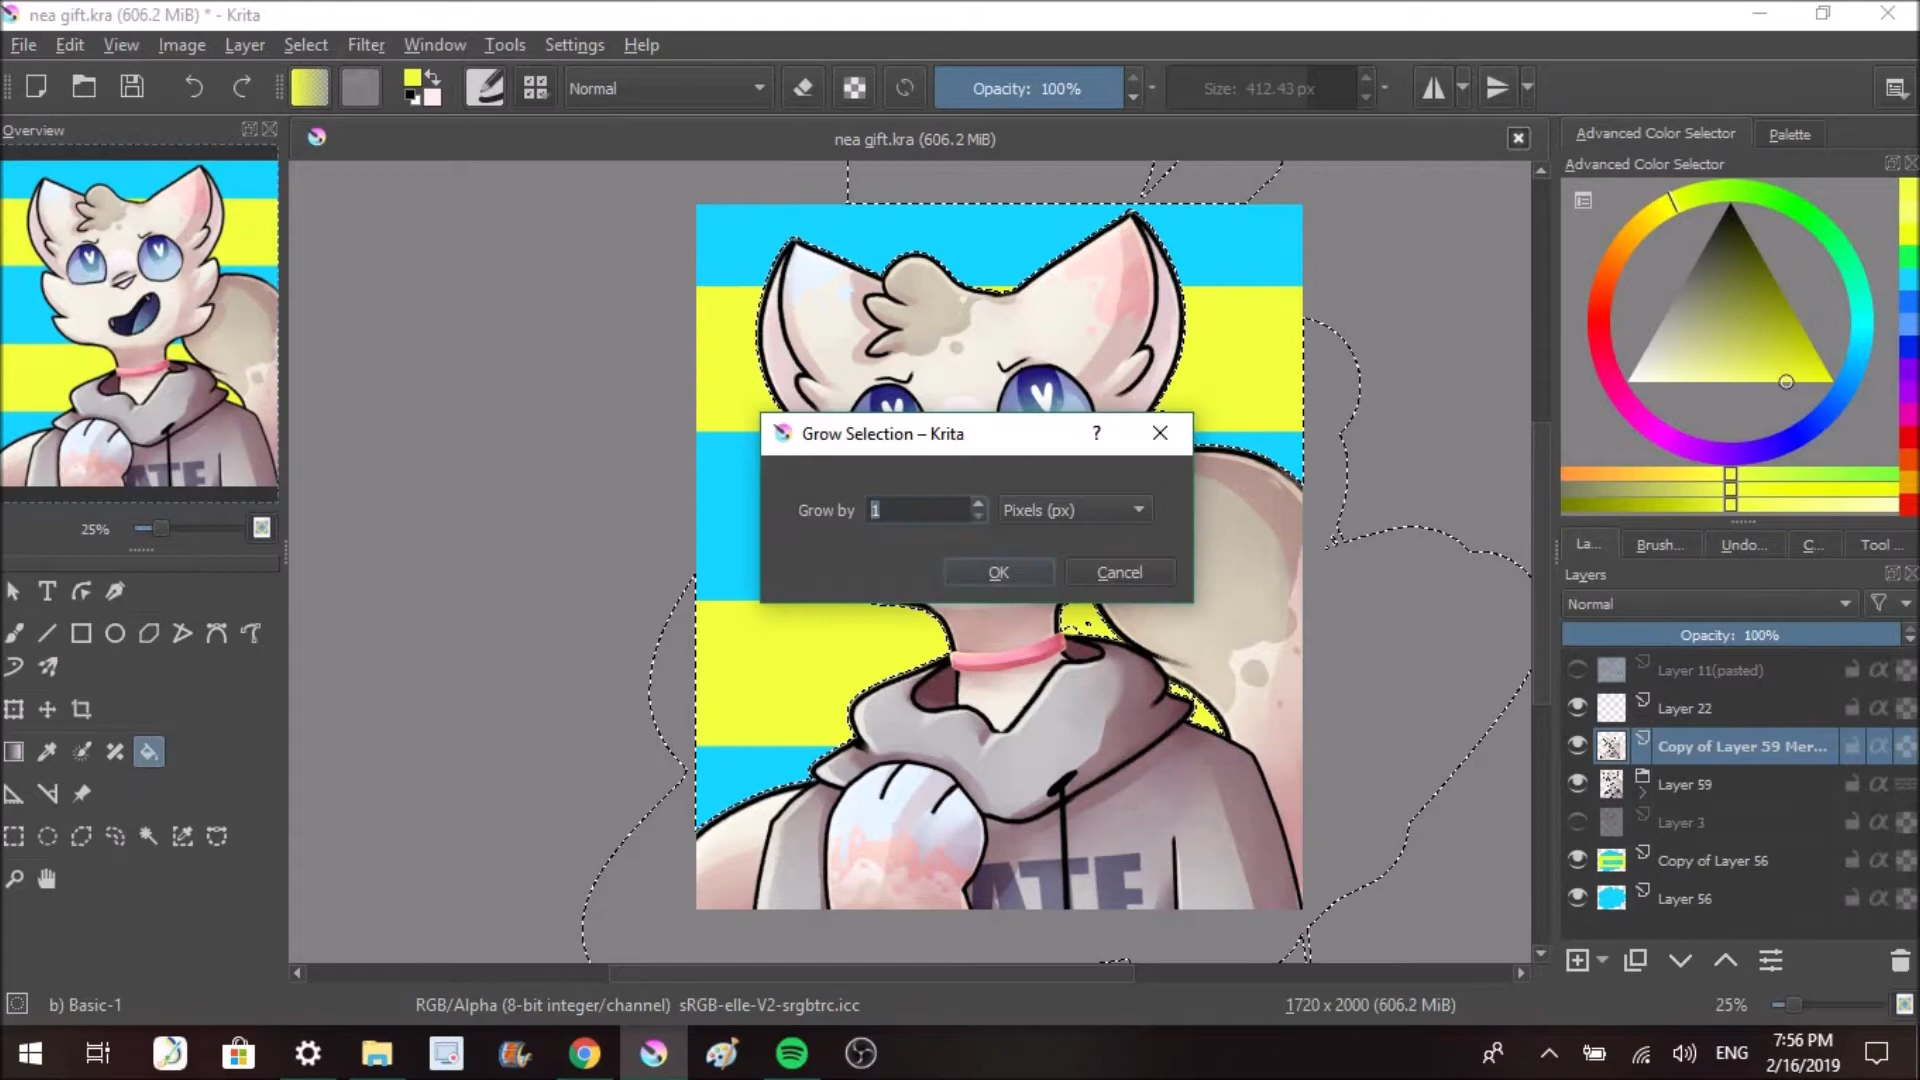 nea gift.kra (606.2 MiB) * - Krita
File Edit View Image Layer Select Filter Window Tools Settings Help
Normal Opacity: 100% Size: 412.43 px
Overview
nea gift.kra (606.2 MiB)
Advanced Color Selector Palette
Advanced Color Selector
Grow Selection – Krita ?
Grow by 1 Pixels (px)
OK Cancel
25%
La... Brush... Undo... C... Tool ...
Layers
Normal
Opacity: 100%
Layer 11(pasted)
Layer 22
Copy of Layer 59 Mer...
Layer 59
Layer 3
Copy of Layer 56
Layer 56
ATE
ATE
b) Basic-1
RGB/Alpha (8-bit integer/channel) sRGB-elle-V2-srgbtrc.icc
1720 x 2000 (606.2 MiB)
25%
ENG
7:56 PM
2/16/2019